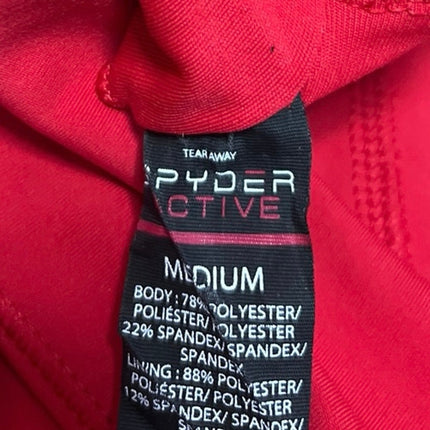 TEAR AWAY
SPYDER
ACTIVE
MEDIUM
BODY : 78% POLYESTER/
POLIÉSTER/ POLYESTER/
22% SPANDEX/ SPANDEX/
SPANDEX
LINING : 88% POLYESTER/
POLIÉSTER/ POLYESTER/
12% SPANDEX/ SPANDEX/
SPANDEX